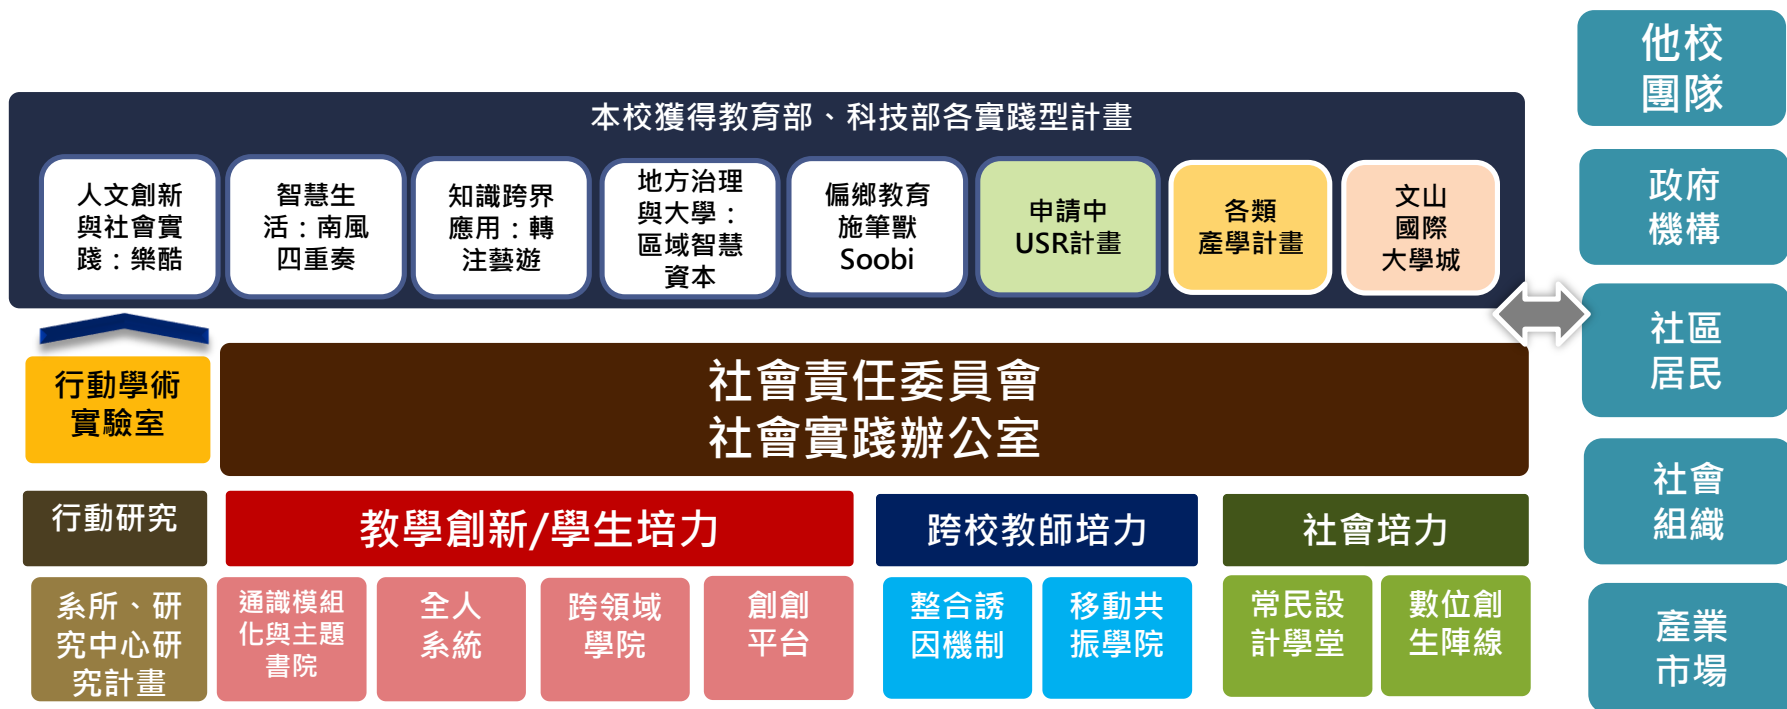 本校獲得教育部、科技部各實踐型計畫
人文創新
與社會實
踐：樂酷
智慧生
活：南風
四重奏
知識跨界
應用：轉
注藝遊
地方治理
與大學：
區域智慧
資本
偏鄉教育
施筆獸
Soobi
申請中
USR計畫
各類
產學計畫
文山
國際
大學城
行動學術
實驗室
社會責任委員會
社會實踐辦公室
行動研究
教學創新/學生培力
跨校教師培力
社會培力
系所、研
究中心研
究計畫
通識模組
化與主題
書院
全人
系統
跨領域
學院
創創
平台
整合誘
因機制
移動共
振學院
常民設
計學堂
數位創
生陣線
他校
團隊
政府
機構
社區
居民
社會
組織
產業
市場